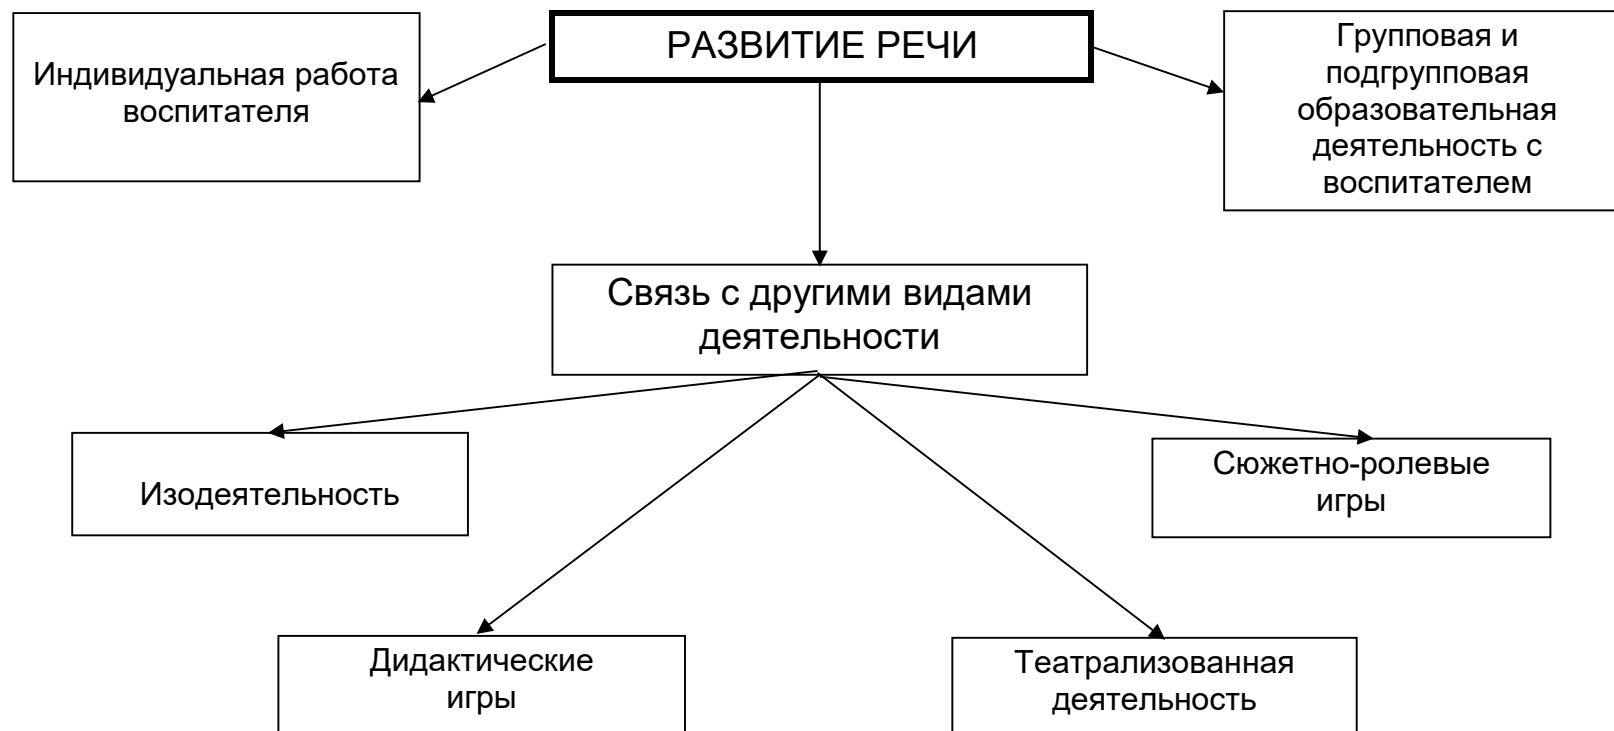 РАЗВИТИЕ РЕЧИ
Индивидуальная работа
воспитателя
Групповая и
подгрупповая
образовательная
деятельность с
воспитателем
Связь с другими видами
деятельности
Изодеятельность
Сюжетно-ролевые
игры
Дидактические
игры
Театрализованная
деятельность